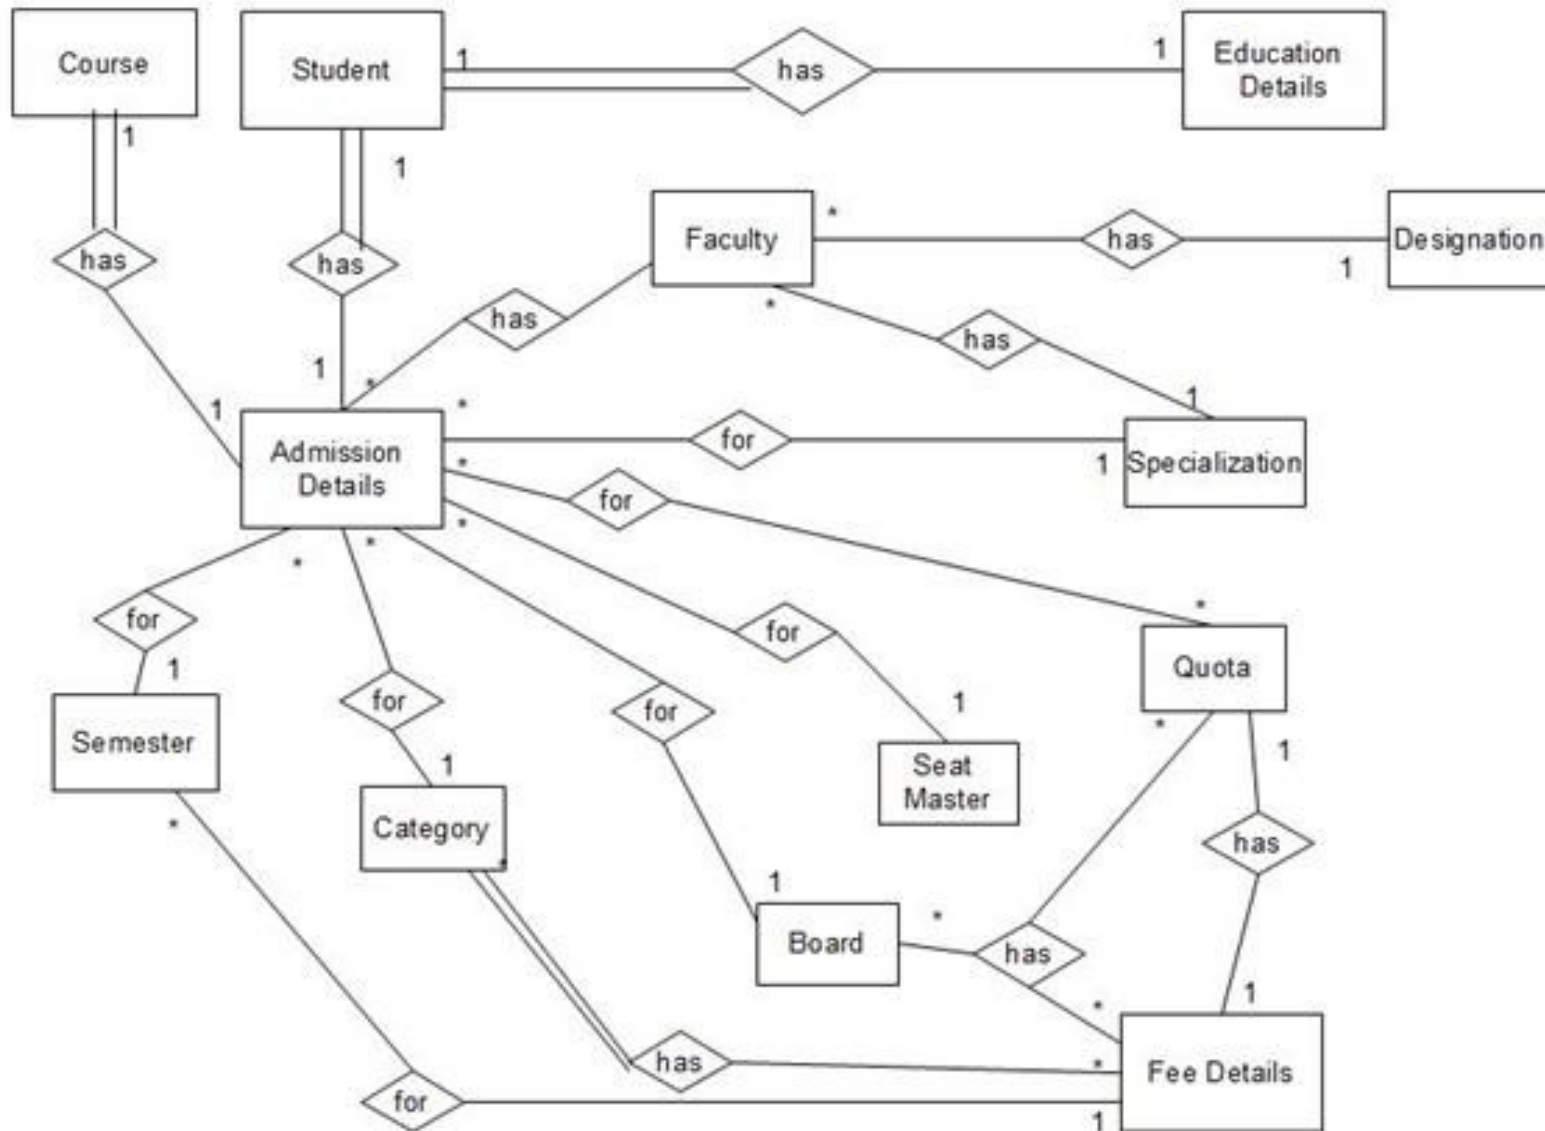 Course
Student
1
has
1
Education
Details
1
1
Faculty
*
has
1
Designation
has
has
has
*
has
1
1
*
1
*
Admission
Details
for
1
Specialization
*
for
*
*
*
*
for
1
for
Quota
for
1
for
1
*
1
Semester
Seat
Master
1
*
Category
*
has
1
Board
*
has
1
*
has
*
Fee Details
for
1